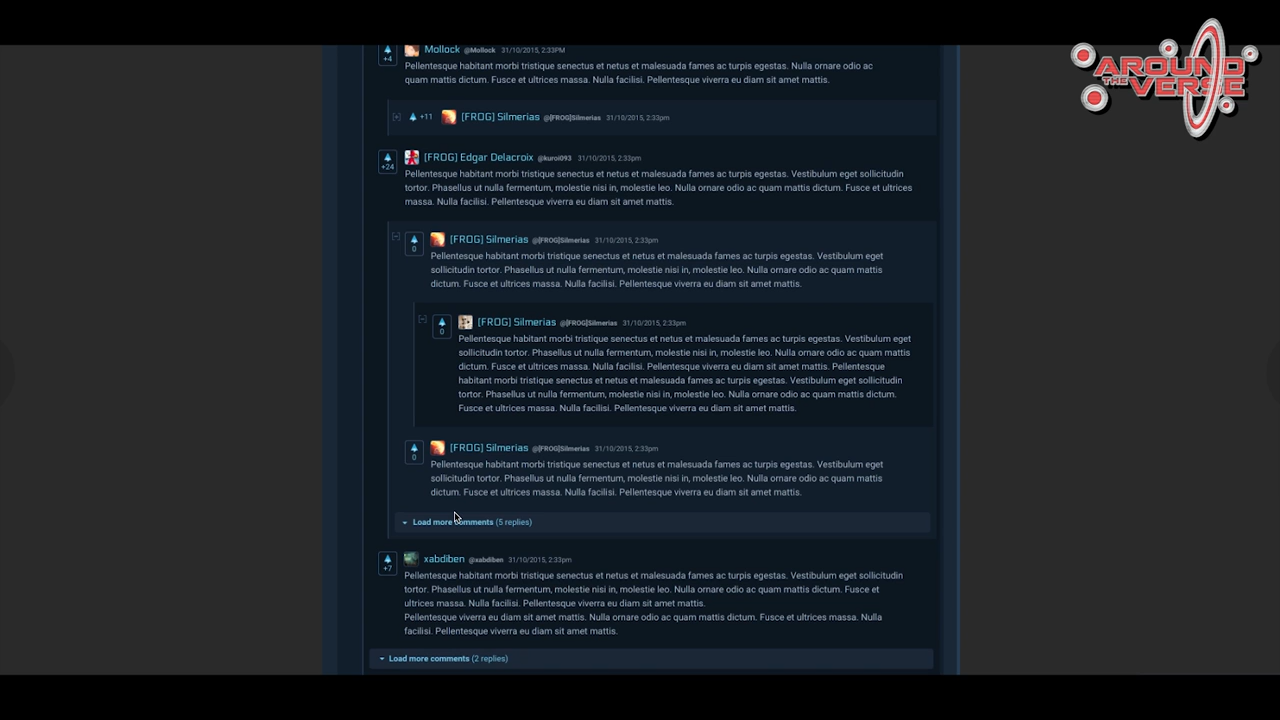 Mollock @Mollock 31/10/2015, 2:33PM
+4
Pellentesque habitant morbi tristique senectus et netus et malesuada fames ac turpis egestas. Nulla ornare odio ac
quam mattis dictum. Fusce et ultrices massa. Nulla facilisi. Pellentesque viverra eu diam sit amet mattis.
+11 [FROG] Silmerias @[FROG]Silmerias 31/10/2015, 2:33pm
[FROG] Edgar Delacroix @kuroi093 31/10/2015, 2:33pm
+24
Pellentesque habitant morbi tristique senectus et netus et malesuada fames ac turpis egestas. Vestibulum eget sollicitudin
tortor. Phasellus ut nulla fermentum, molestie nisi in, molestie leo. Nulla ornare odio ac quam mattis dictum. Fusce et ultrices
massa. Nulla facilisi. Pellentesque viverra eu diam sit amet mattis.
[FROG] Silmerias @[FROG]Silmerias 31/10/2015, 2:33pm
0
Pellentesque habitant morbi tristique senectus et netus et malesuada fames ac turpis egestas. Vestibulum eget
sollicitudin tortor. Phasellus ut nulla fermentum, molestie nisi in, molestie leo. Nulla ornare odio ac quam mattis
dictum. Fusce et ultrices massa. Nulla facilisi. Pellentesque viverra eu diam sit amet mattis.
[FROG] Silmerias @[FROG]Silmerias 31/10/2015, 2:33pm
0
Pellentesque habitant morbi tristique senectus et netus et malesuada fames ac turpis egestas. Vestibulum eget
sollicitudin tortor. Phasellus ut nulla fermentum, molestie nisi in, molestie leo. Nulla ornare odio ac quam mattis
dictum. Fusce et ultrices massa. Nulla facilisi. Pellentesque viverra eu diam sit amet mattis. Pellentesque
habitant morbi tristique senectus et netus et malesuada fames ac turpis egestas. Vestibulum eget sollicitudin
tortor. Phasellus ut nulla fermentum, molestie nisi in, molestie leo. Nulla ornare odio ac quam mattis dictum.
Fusce et ultrices massa. Nulla facilisi. Pellentesque viverra eu diam sit amet mattis.
[FROG] Silmerias @[FROG]Silmerias 31/10/2015, 2:33pm
0
Pellentesque habitant morbi tristique senectus et netus et malesuada fames ac turpis egestas. Vestibulum eget
sollicitudin tortor. Phasellus ut nulla fermentum, molestie nisi in, molestie leo. Nulla ornare odio ac quam mattis
dictum. Fusce et ultrices massa. Nulla facilisi. Pellentesque viverra eu diam sit amet mattis.
Load more comments (5 replies)
xabdiben @xabdiben 31/10/2015, 2:33pm
+7
Pellentesque habitant morbi tristique senectus et netus et malesuada fames ac turpis egestas. Vestibulum eget sollicitudin
tortor. Phasellus ut nulla fermentum, molestie nisi in, molestie leo. Nulla ornare odio ac quam mattis dictum. Fusce et
ultrices massa. Nulla facilisi. Pellentesque viverra eu diam sit amet mattis.
Pellentesque viverra eu diam sit amet mattis. Nulla ornare odio ac quam mattis dictum. Fusce et ultrices massa. Nulla
facilisi. Pellentesque viverra eu diam sit amet mattis.
Load more comments (2 replies)
AROUND
THE VERSE